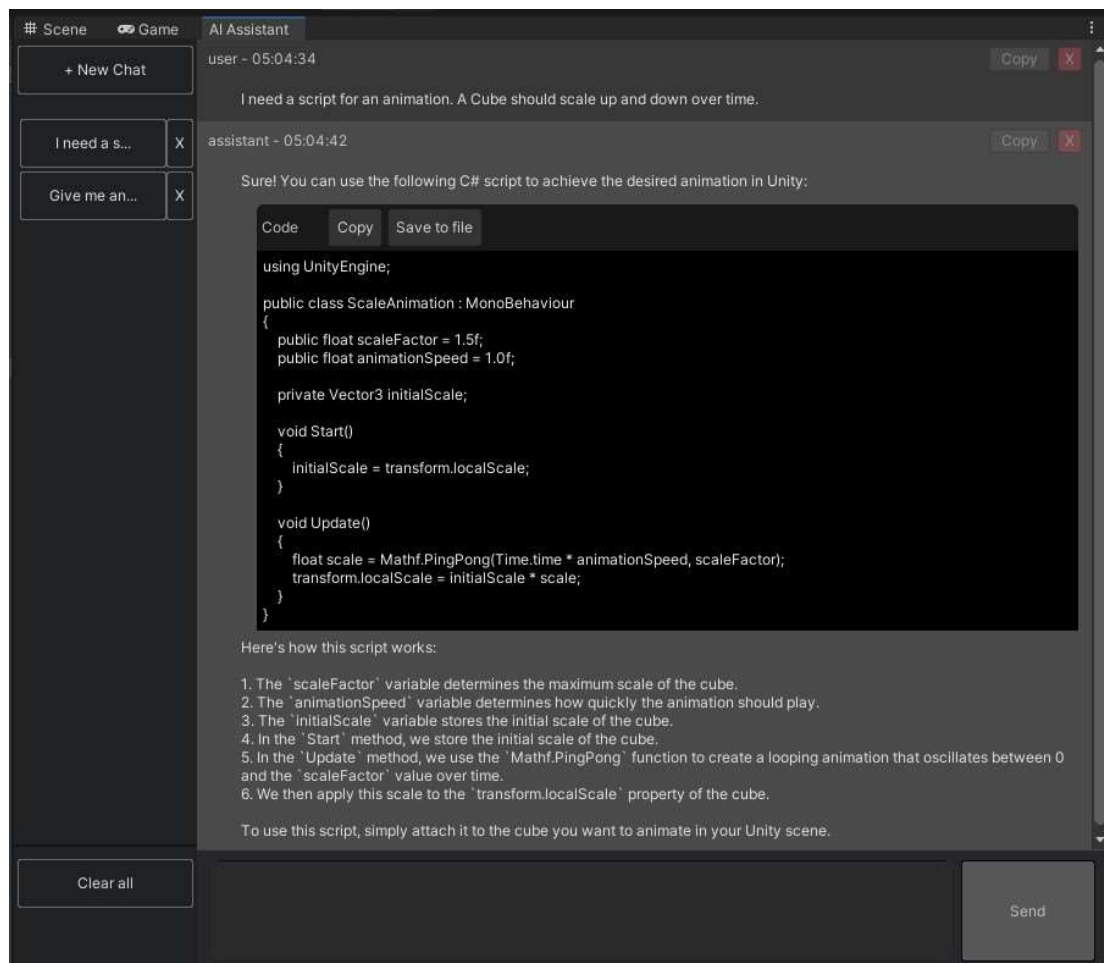 Scene
Game
AI Assistant
+ New Chat
I need a s...
X
Give me an...
X
Clear all
user - 05:04:34
Copy
X
I need a script for an animation. A Cube should scale up and down over time.
assistant - 05:04:42
Copy
X
Sure! You can use the following C# script to achieve the desired animation in Unity:
Code
Copy
Save to file
using UnityEngine;
public class ScaleAnimation : MonoBehaviour
{
public float scaleFactor = 1.5f;
public float animationSpeed = 1.0f;
private Vector3 initialScale;
void Start()
{
initialScale = transform.localScale;
}
void Update()
{
float scale = Mathf.PingPong(Time.time * animationSpeed, scaleFactor);
transform.localScale = initialScale * scale;
}
}
Here's how this script works:
1. The `scaleFactor` variable determines the maximum scale of the cube.
2. The `animationSpeed` variable determines how quickly the animation should play.
3. The `initialScale` variable stores the initial scale of the cube.
4. In the `Start` method, we store the initial scale of the cube.
5. In the `Update` method, we use the `Mathf.PingPong` function to create a looping animation that oscillates between 0
and the `scaleFactor` value over time.
6. We then apply this scale to the `transform.localScale` property of the cube.
To use this script, simply attach it to the cube you want to animate in your Unity scene.
Send